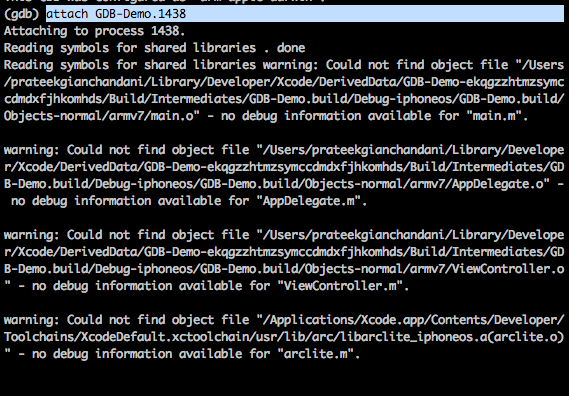 (gdb) attach GDB-Demo.1438
Attaching to process 1438.
Reading symbols for shared libraries . done
Reading symbols for shared libraries warning: Could not find object file "/Users
/prateekgianchandani/Library/Developer/Xcode/DerivedData/GDB-Demo-ekqgzzhtmzsymc
cdmdxfjhkomhds/Build/Intermediates/GDB-Demo.build/Debug-iphoneos/GDB-Demo.build/
Objects-normal/armv7/main.o" - no debug information available for "main.m".
warning: Could not find object file "/Users/prateekgianchandani/Library/Develope
r/Xcode/DerivedData/GDB-Demo-ekqgzzhtmzsymccdmdxfjhkomhds/Build/Intermediates/GD
B-Demo.build/Debug-iphoneos/GDB-Demo.build/Objects-normal/armv7/AppDelegate.o" -
no debug information available for "AppDelegate.m".
warning: Could not find object file "/Users/prateekgianchandani/Library/Develope
r/Xcode/DerivedData/GDB-Demo-ekqgzzhtmzsymccdmdxfjhkomhds/Build/Intermediates/GD
B-Demo.build/Debug-iphoneos/GDB-Demo.build/Objects-normal/armv7/ViewController.o
" - no debug information available for "ViewController.m".
warning: Could not find object file "/Applications/Xcode.app/Contents/Developer/
Toolchains/XcodeDefault.xctoolchain/usr/lib/arc/libarclite_iphoneos.a(arclite.o)
" - no debug information available for "arclite.m".